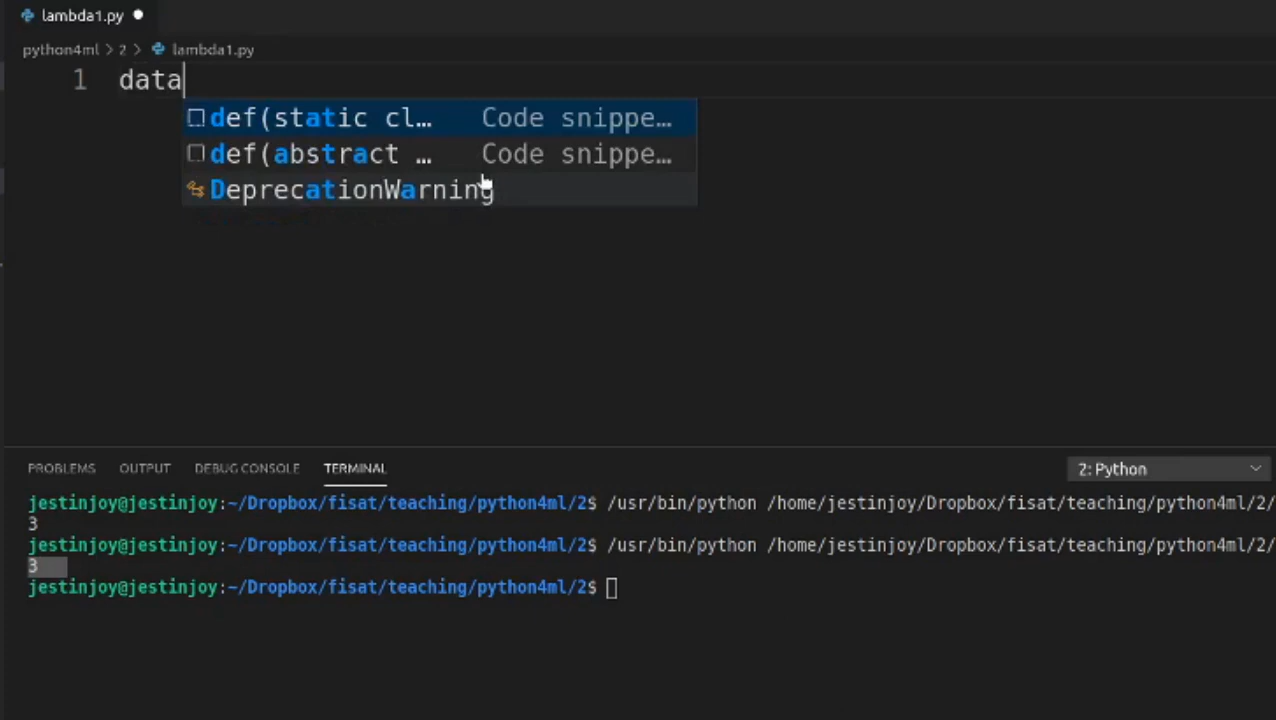 lambda1.py
python4ml > 2 > lambda1.py
1 data
def(static cl… Code snippe…
def(abstract … Code snippe…
DeprecationWarning
PROBLEMS OUTPUT DEBUG CONSOLE TERMINAL 2: Python
jestinjoy@jestinjoy:~/Dropbox/fisat/teaching/python4ml/2$ /usr/bin/python /home/jestinjoy/Dropbox/fisat/teaching/python4ml/2/
3
jestinjoy@jestinjoy:~/Dropbox/fisat/teaching/python4ml/2$ /usr/bin/python /home/jestinjoy/Dropbox/fisat/teaching/python4ml/2/
3
jestinjoy@jestinjoy:~/Dropbox/fisat/teaching/python4ml/2$